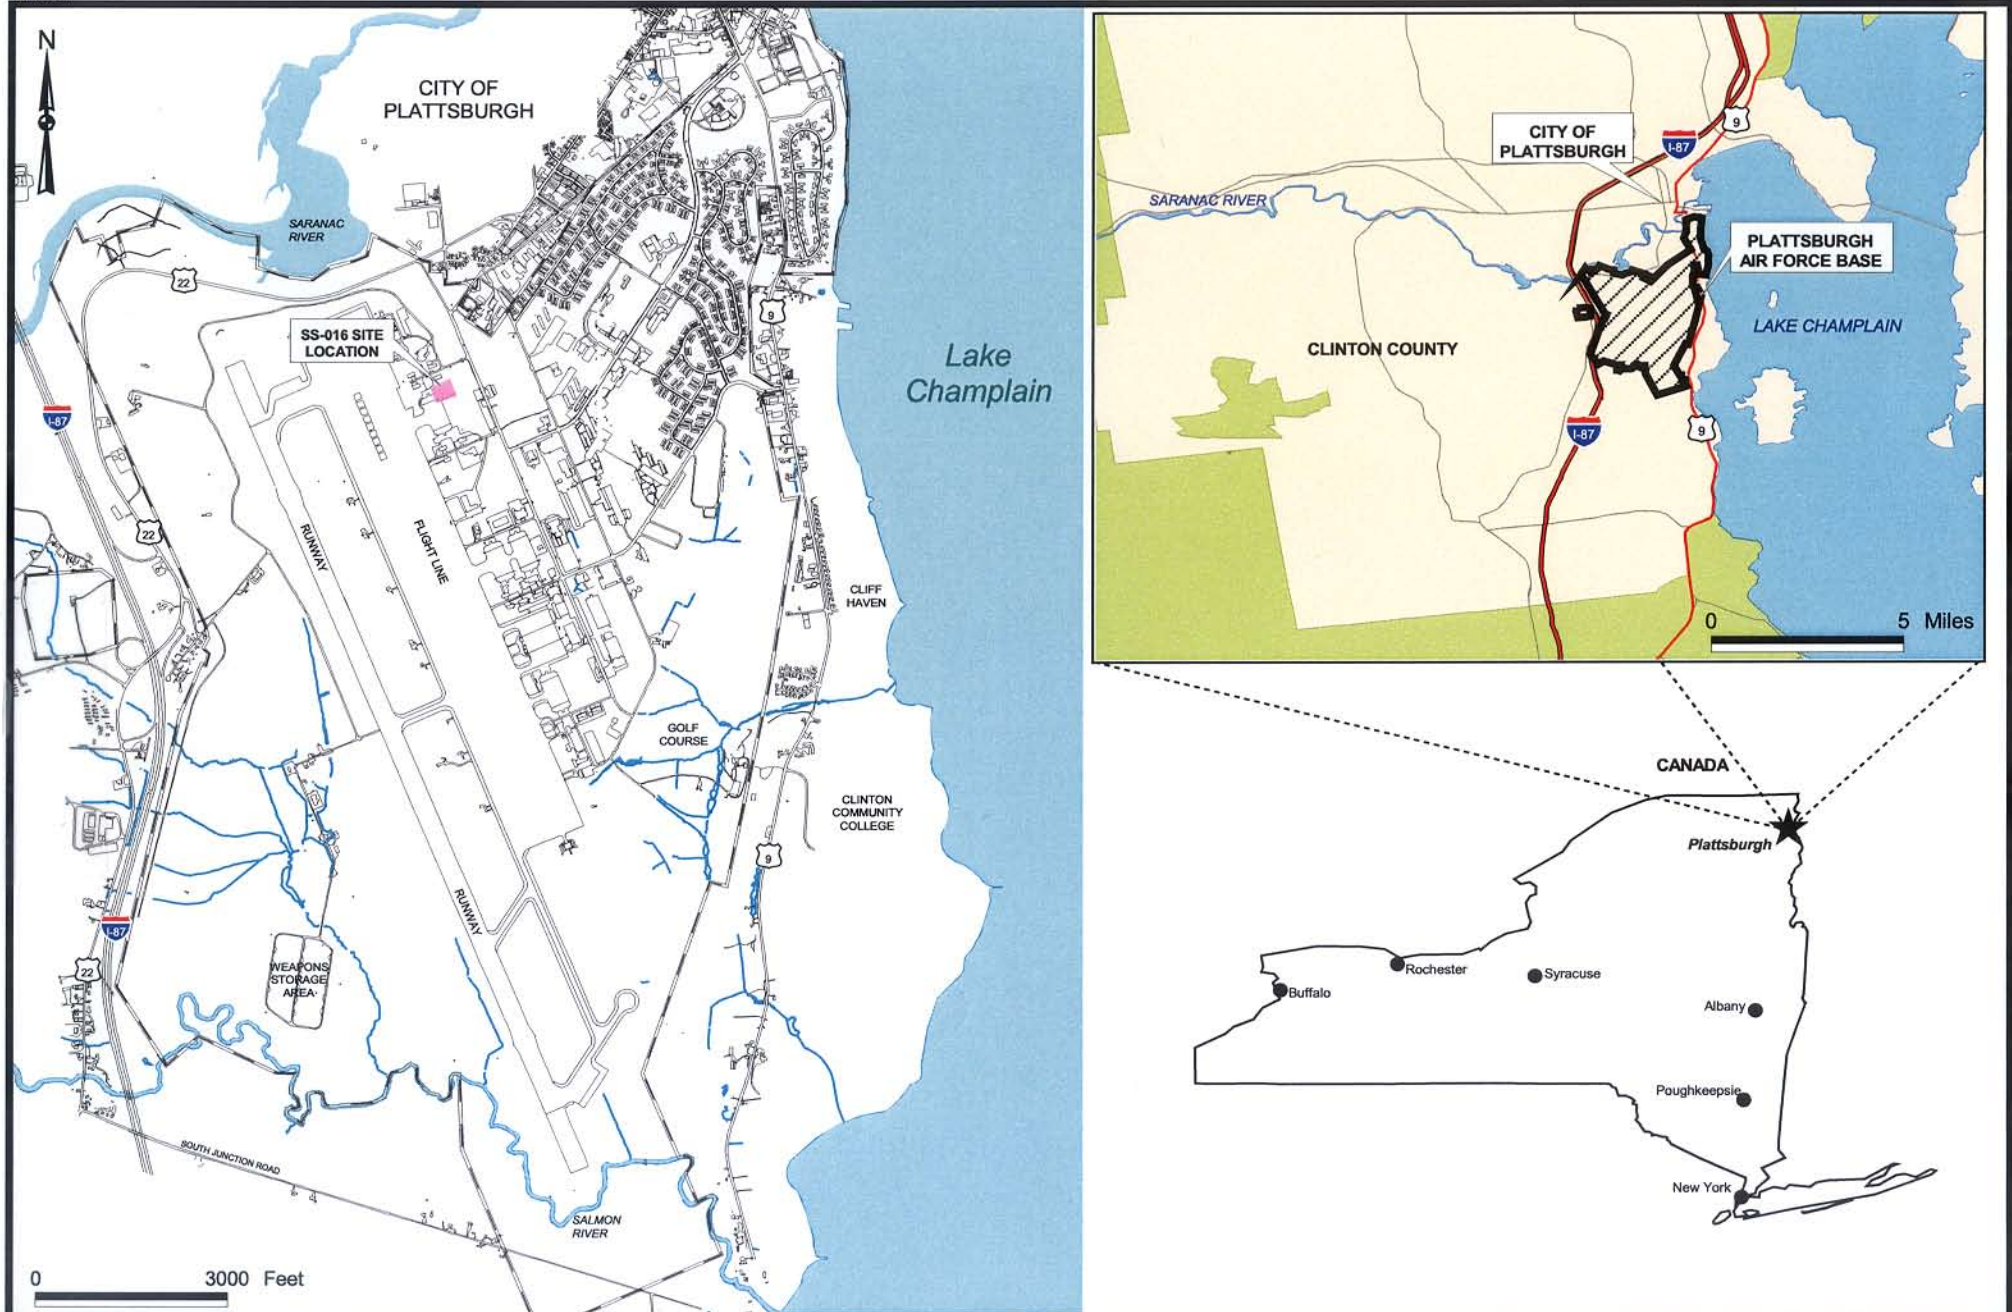 N
CITY OF
PLATTSBURGH
SARANAC
RIVER
22
SS-016 SITE
LOCATION
9
Lake
Champlain
I-87
22
RUNWAY
FLIGHT LINE
CLIFF
HAVEN
GOLF
COURSE
CLINTON
COMMUNITY
COLLEGE
9
RUNWAY
I-87
22
WEAPONS
STORAGE
AREA
SOUTH JUNCTION ROAD
SALMON
RIVER
0 3000 Feet
9
CITY OF
PLATTSBURGH
I-87
SARANAC RIVER
PLATTSBURGH
AIR FORCE BASE
LAKE CHAMPLAIN
CLINTON COUNTY
I-87
9
0 5 Miles
CANADA
Plattsburgh
Rochester
Syracuse
Buffalo
Albany
Poughkeepsie
New York